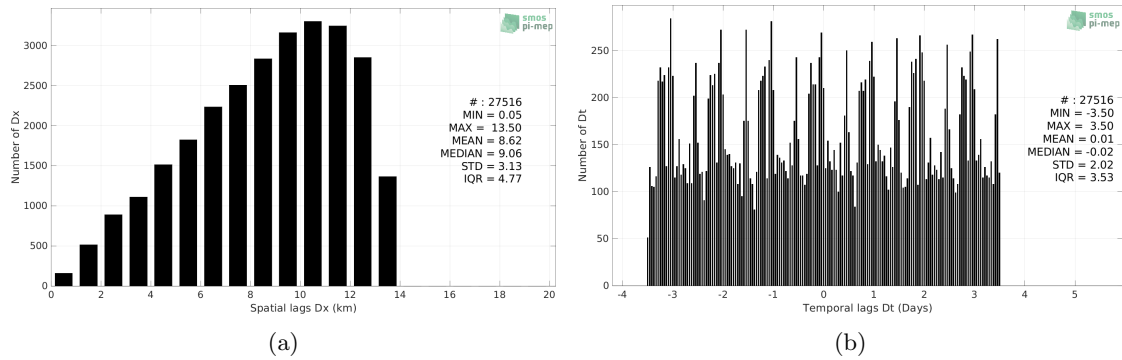 smos
pi-mep
Number of Dx
3000
2500
2000
1500
1000
500
0
# : 27516
MIN = 0.05
MAX = 13.50
MEAN = 8.62
MEDIAN = 9.06
STD = 3.13
IQR = 4.77
0 2 4 6 8 10 12 14 16 18 20
Spatial lags Dx (km)
(a)
smos
pi-mep
Number of Dt
250
200
150
100
50
0
# : 27516
MIN = -3.50
MAX = 3.50
MEAN = 0.01
MEDIAN = -0.02
STD = 2.02
IQR = 3.53
-4 -3 -2 -1 0 1 2 3 4 5
Temporal lags Dt (Days)
(b)